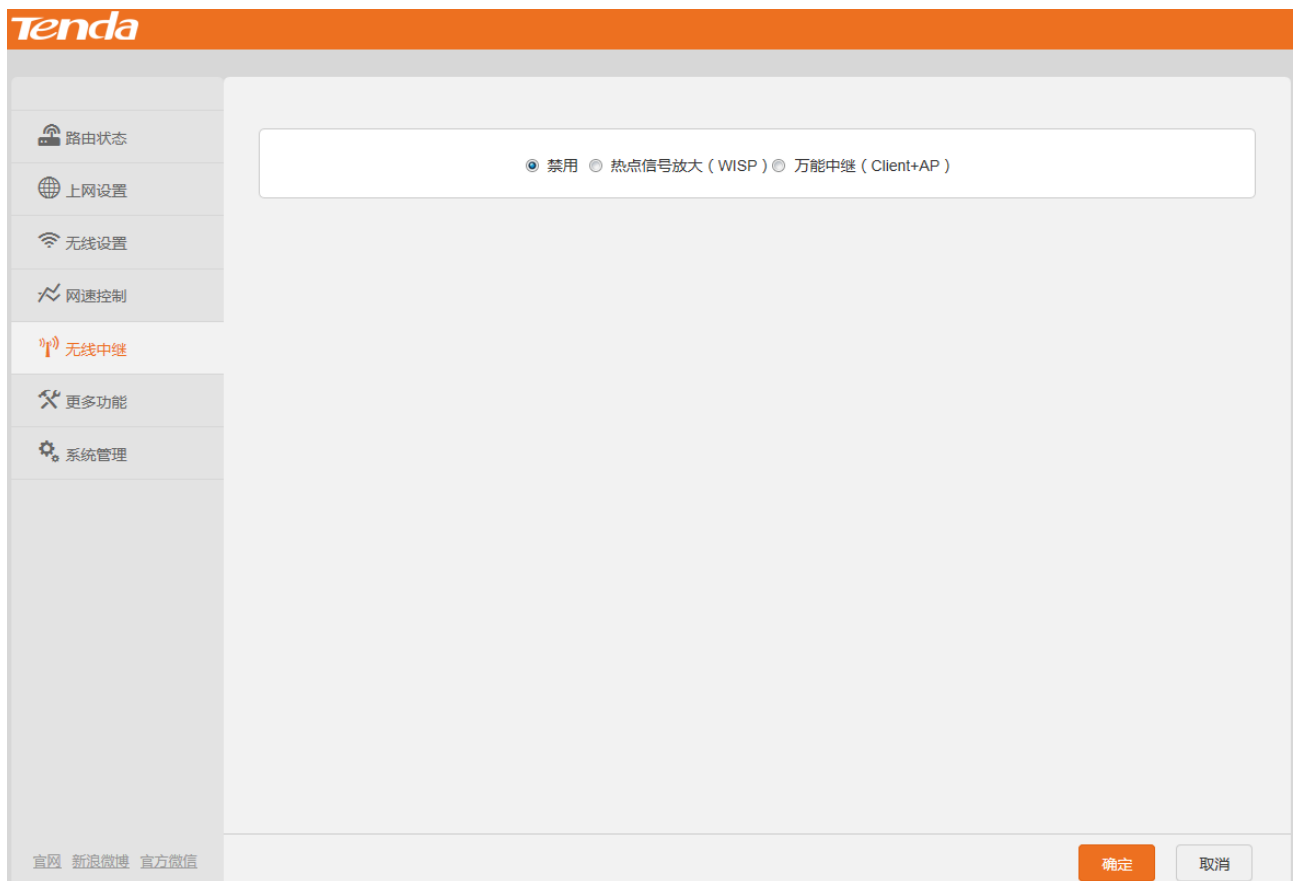 Tenda
路由状态
上网设置
无线设置
网速控制
无线中继
更多功能
系统管理
禁用 热点信号放大（WISP） 万能中继（Client+AP）
官网 新浪微博 官方微信
确定 取消